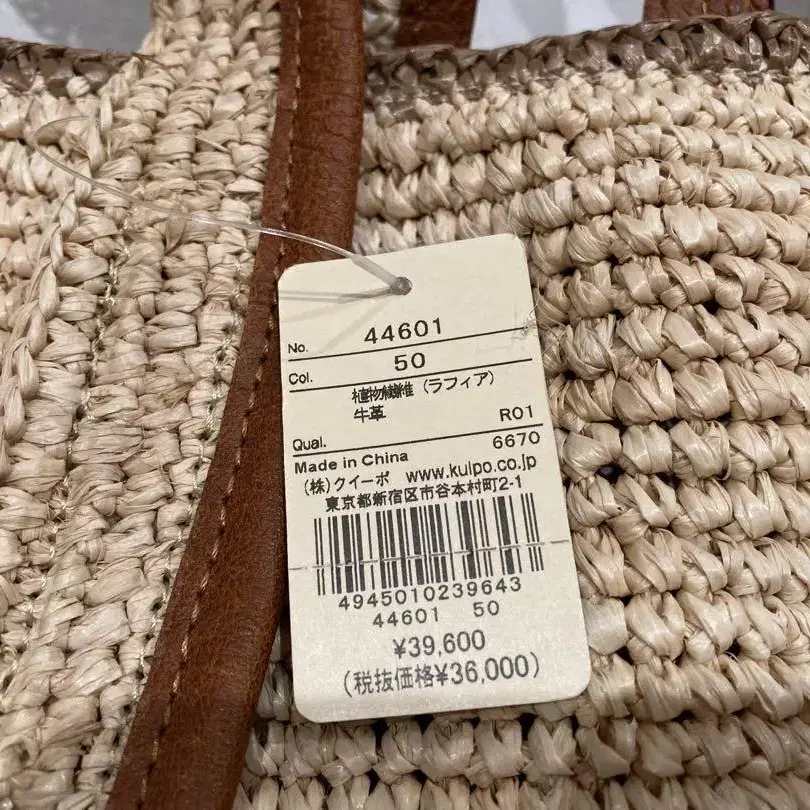 No. 44601
Col. 50
植物繊維（ラフィア）
牛革 R01
Qual. 6670
Made in China
(株)クイーポ www.kuipo.co.jp
東京都新宿区市谷本村町2-1
4945010239643
44601 50
¥39,600
(税抜価格¥36,000)